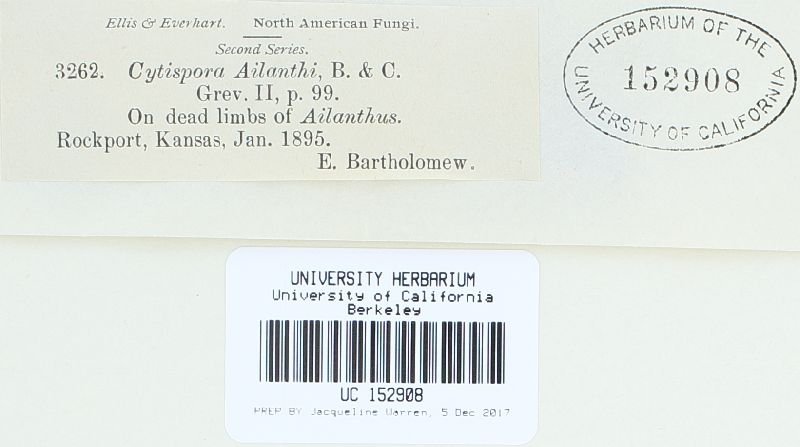 Ellis & Everhart. North American Fungi.
Second Series.
3262. Cytispora Ailanthi, B. & C.
Grev. II, p. 99.
On dead limbs of Ailanthus.
Rockport, Kansas, Jan. 1895.
E. Bartholomew.
HERBARIUM OF THE
152908
UNIVERSITY OF CALIFORNIA
UNIVERSITY HERBARIUM
University of California
Berkeley
UC 152908
PREP BY Jacqueline Warren, 5 Dec 2017